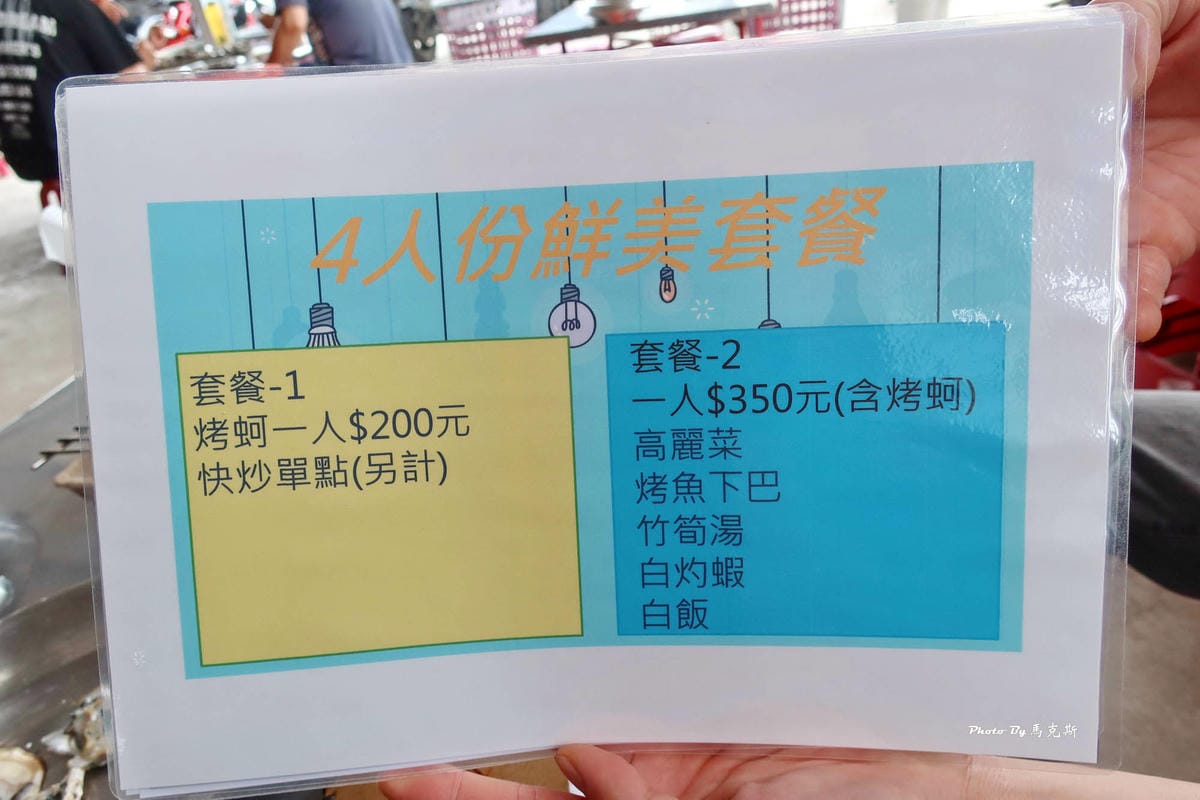 4人份鮮美套餐
套餐-1
烤蚵一人$200元
快炒單點(另計)
套餐-2
一人$350元(含烤蚵)
高麗菜
烤魚下巴
竹筍湯
白灼蝦
白飯
Photo By 馬克斯